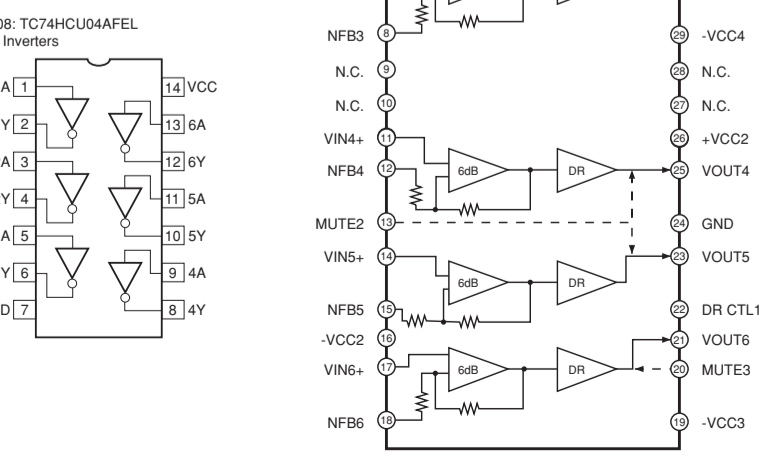 08: TC74HCU04AFEL
Inverters
A 1
Y 2
A 3
Y 4
A 5
Y 6
D 7
14 VCC
13 6A
12 6Y
11 5A
10 5Y
9 4A
8 4Y
NFB3 8
N.C. 9
N.C. 10
VIN4+ 11
NFB4 12
MUTE2 13
VIN5+ 14
NFB5 15
-VCC2 16
VIN6+ 17
NFB6 18
6dB DR
6dB DR
6dB DR
29 -VCC4
28 N.C.
27 N.C.
26 +VCC2
25 VOUT4
24 GND
23 VOUT5
22 DR CTL1
21 VOUT6
20 MUTE3
19 -VCC3